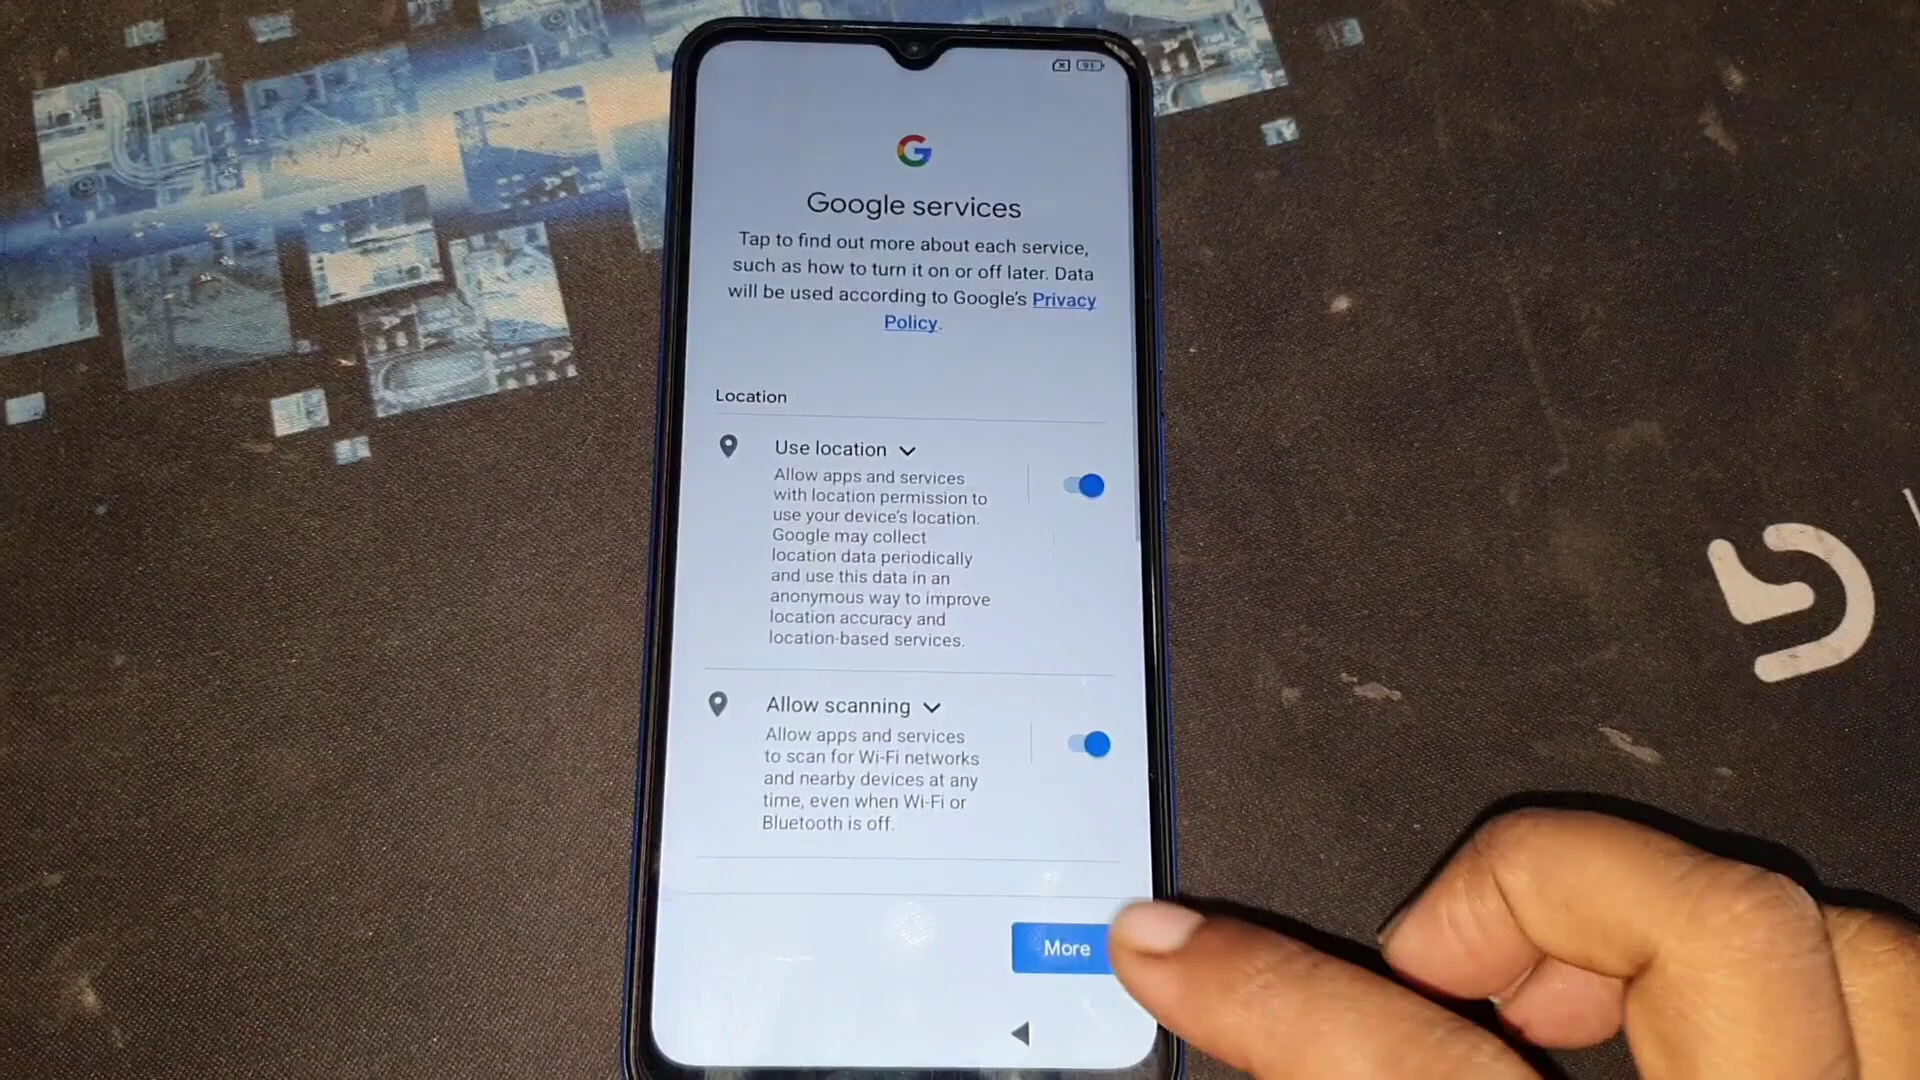 91
Google services
Tap to find out more about each service,
such as how to turn it on or off later. Data
will be used according to Google's Privacy
Policy.
Location
Use location
Allow apps and services
with location permission to
use your device's location.
Google may collect
location data periodically
and use this data in an
anonymous way to improve
location accuracy and
location-based services.
Allow scanning
Allow apps and services
to scan for Wi-Fi networks
and nearby devices at any
time, even when Wi-Fi or
Bluetooth is off.
More